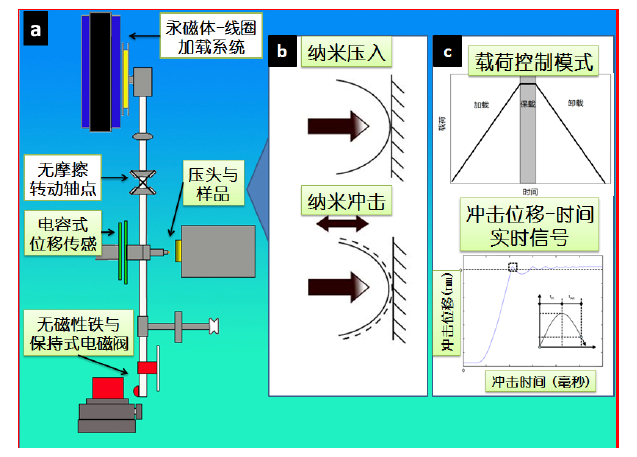 a
永磁体-线圈
加载系统
无摩擦
转动轴点
压头与
样品
电容式
位移传感
无磁性铁与
保持式电磁阀
b
纳米压入
纳米冲击
c
载荷控制模式
载荷
加载
保载
卸载
时间
冲击位移-时间
实时信号
冲击位移(nm)
冲击时间 (毫秒)